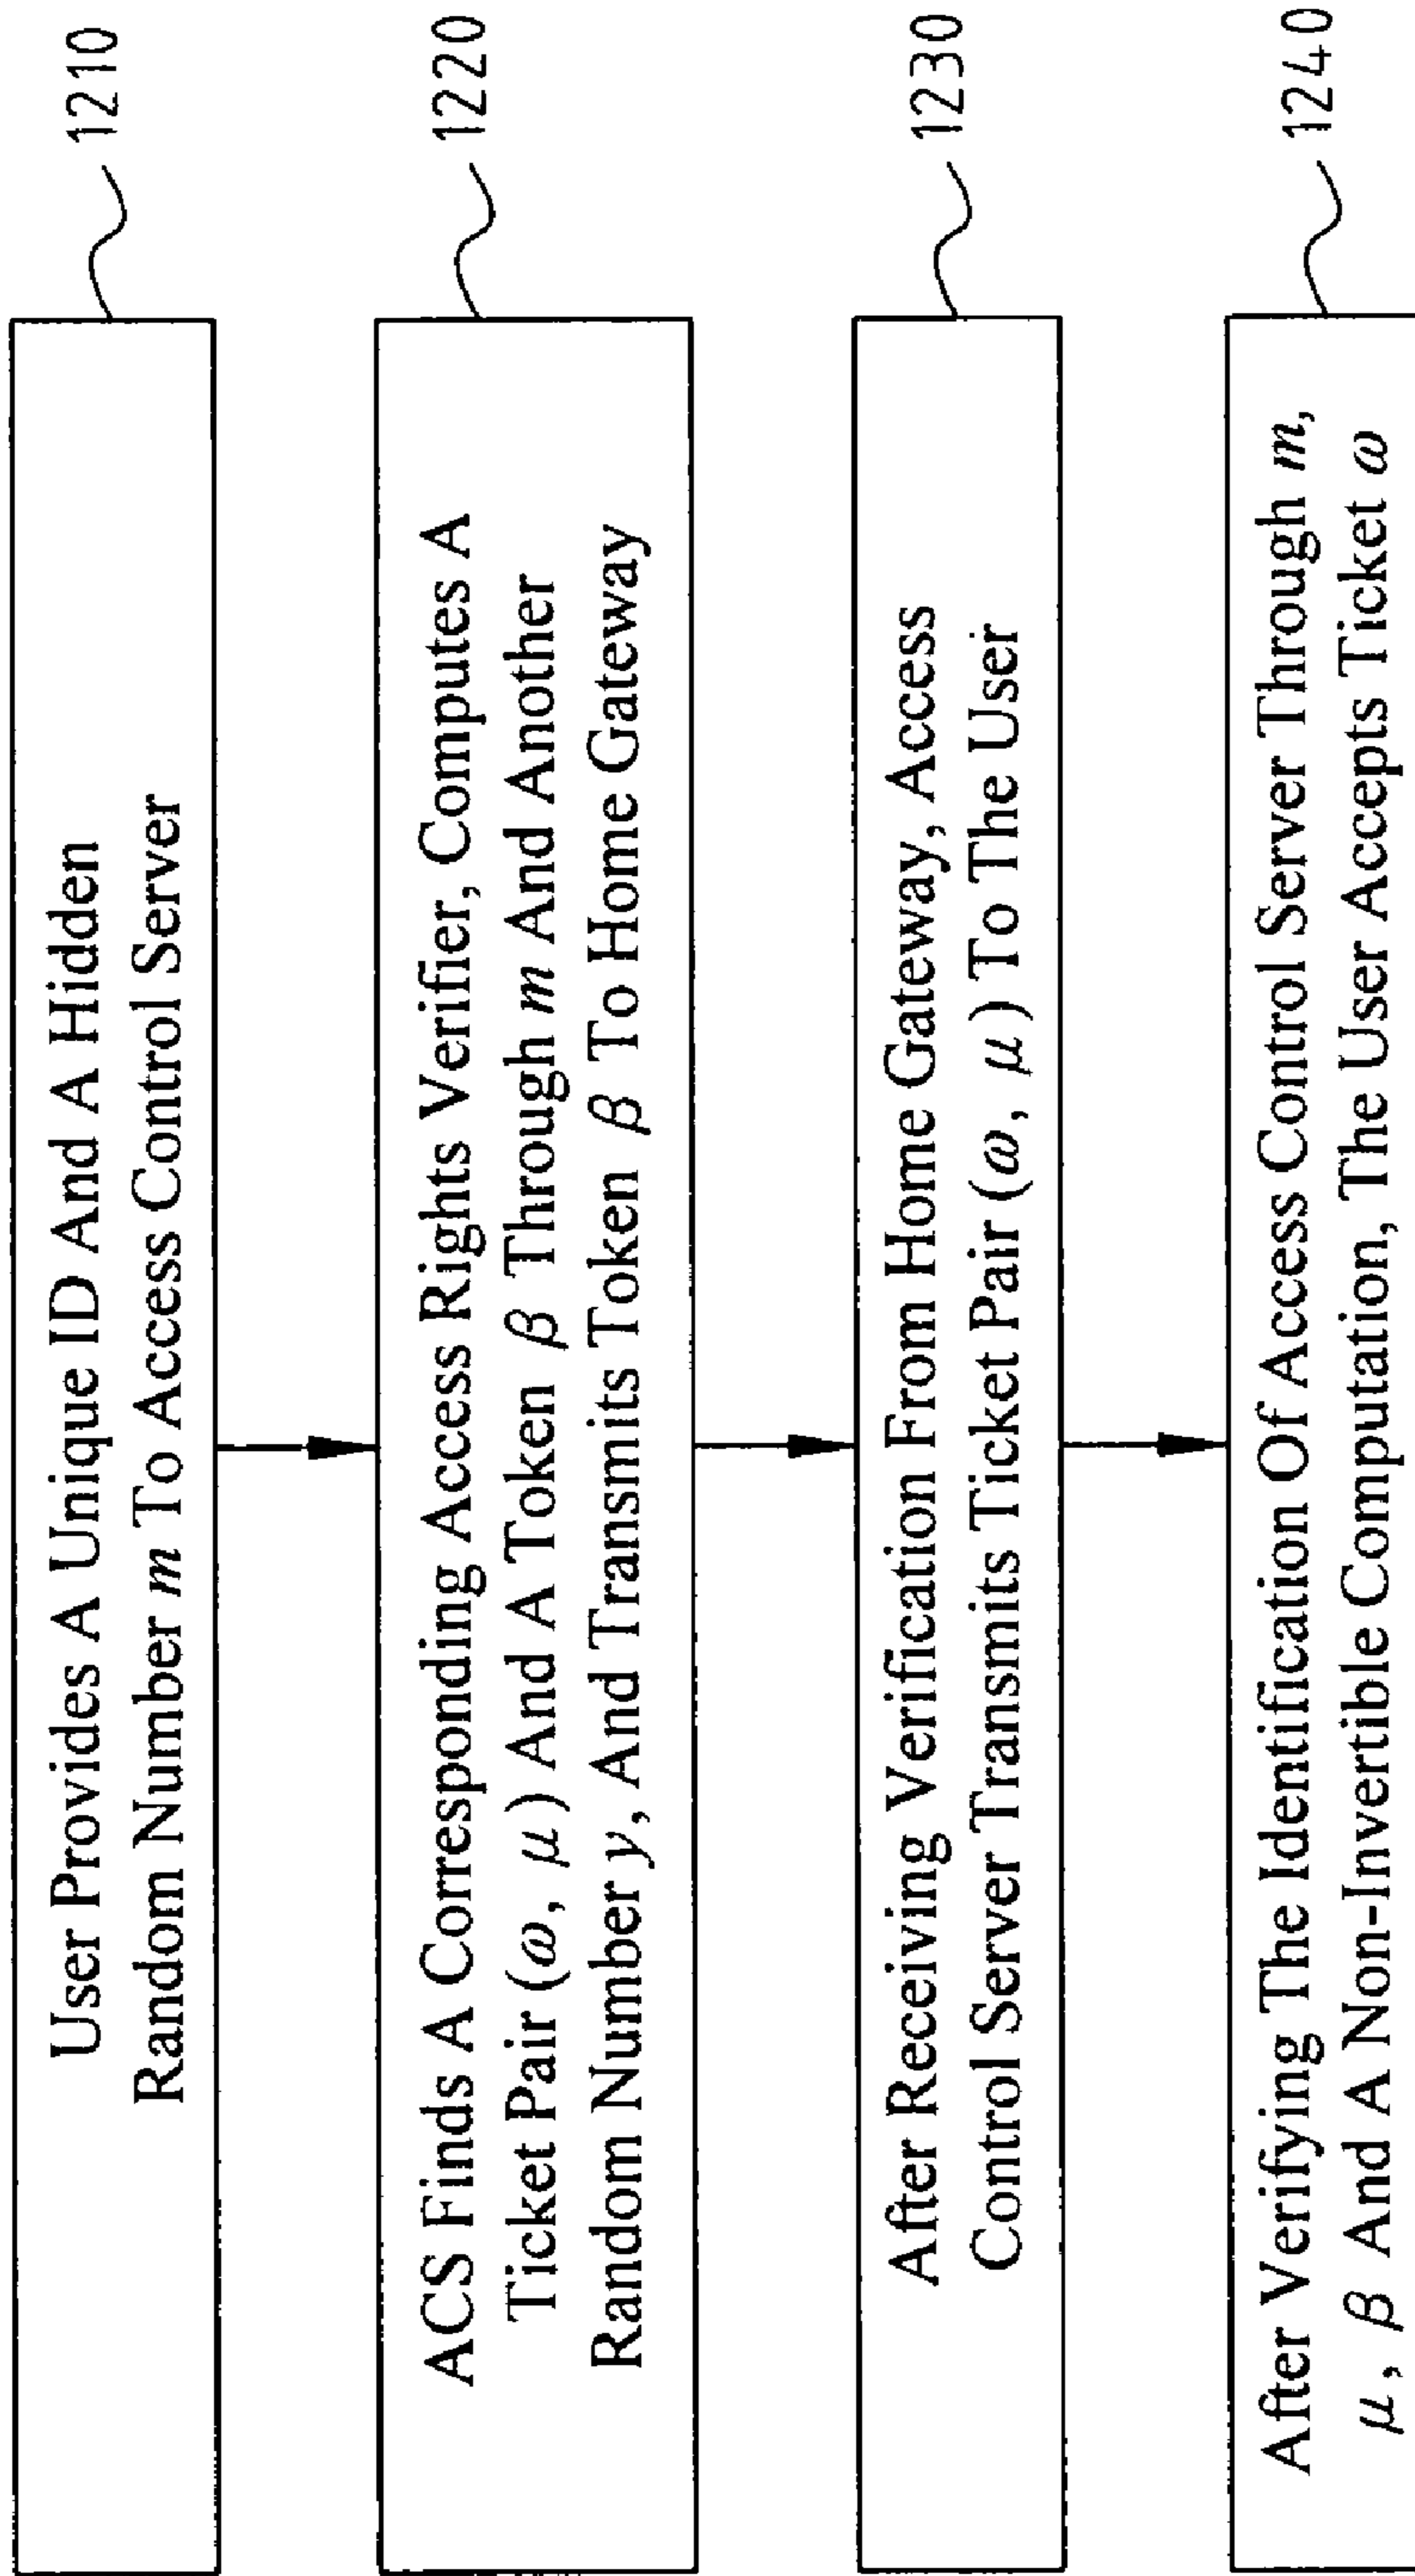 User Provides A Unique ID And A Hidden
Random Number m To Access Control Server
1210
ACS Finds A Corresponding Access Rights Verifier, Computes A
Ticket Pair (ω, μ) And A Token β Through m And Another
Random Number y, And Transmits Token β To Home Gateway
1220
After Receiving Verification From Home Gateway, Access
Control Server Transmits Ticket Pair (ω, μ) To The User
1230
After Verifying The Identification Of Access Control Server Through m,
μ, β And A Non-Invertible Computation, The User Accepts Ticket ω
1240